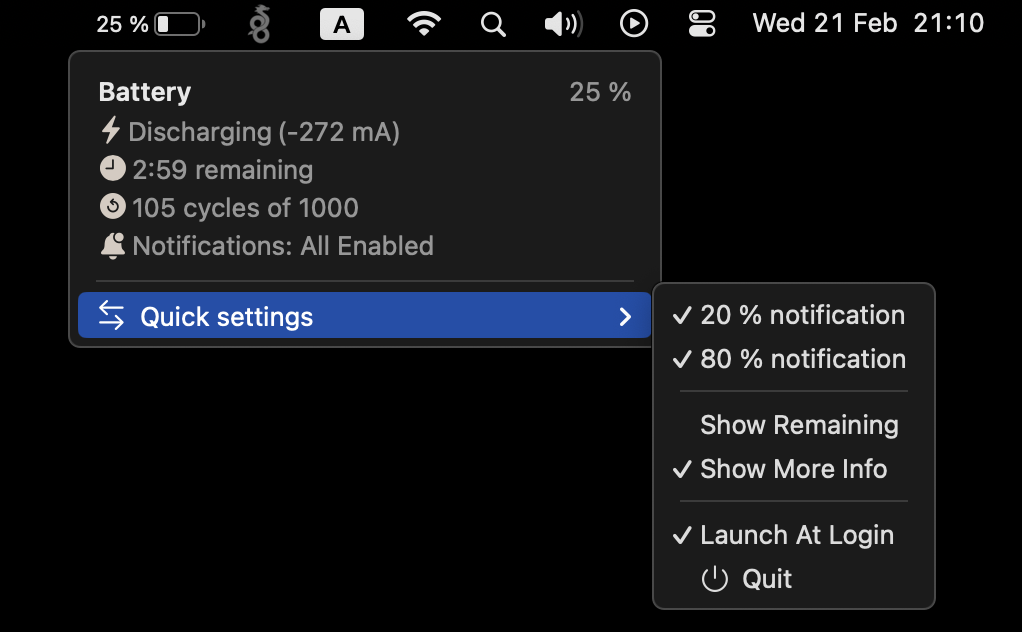 25 %
A
Wed 21 Feb 21:10
Battery 25 %
Discharging (-272 mA)
2:59 remaining
105 cycles of 1000
Notifications: All Enabled
Quick settings
20 % notification
80 % notification
Show Remaining
Show More Info
Launch At Login
Quit